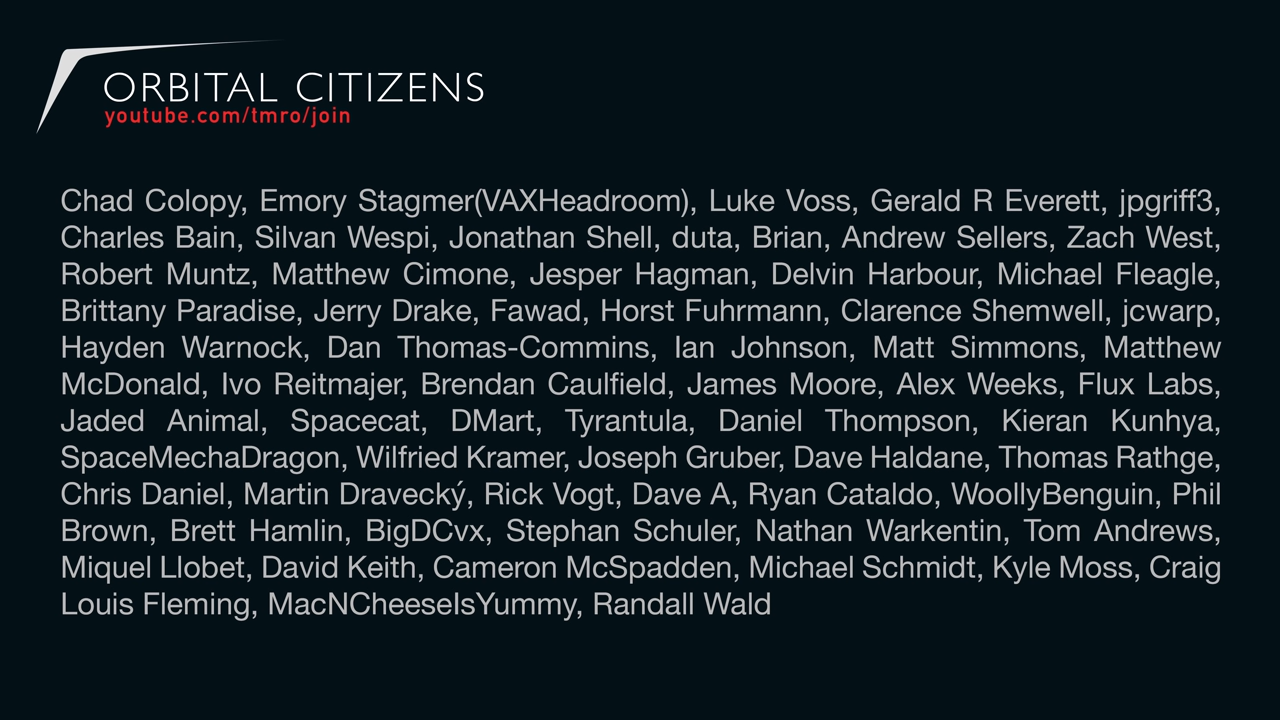 ORBITAL CITIZENS
youtube.com/tmro/join
Chad Colopy, Emory Stagmer(VAXHeadroom), Luke Voss, Gerald R Everett, jpgriff3,
Charles Bain, Silvan Wespi, Jonathan Shell, duta, Brian, Andrew Sellers, Zach West,
Robert Muntz, Matthew Cimone, Jesper Hagman, Delvin Harbour, Michael Fleagle,
Brittany Paradise, Jerry Drake, Fawad, Horst Fuhrmann, Clarence Shemwell, jcwarp,
Hayden Warnock, Dan Thomas-Commins, Ian Johnson, Matt Simmons, Matthew
McDonald, Ivo Reitmajer, Brendan Caulfield, James Moore, Alex Weeks, Flux Labs,
Jaded Animal, Spacecat, DMart, Tyrantula, Daniel Thompson, Kieran Kunhya,
SpaceMechaDragon, Wilfried Kramer, Joseph Gruber, Dave Haldane, Thomas Rathge,
Chris Daniel, Martin Dravecký, Rick Vogt, Dave A, Ryan Cataldo, WoollyBenguin, Phil
Brown, Brett Hamlin, BigDCvx, Stephan Schuler, Nathan Warkentin, Tom Andrews,
Miquel Llobet, David Keith, Cameron McSpadden, Michael Schmidt, Kyle Moss, Craig
Louis Fleming, MacNCheeseIsYummy, Randall Wald